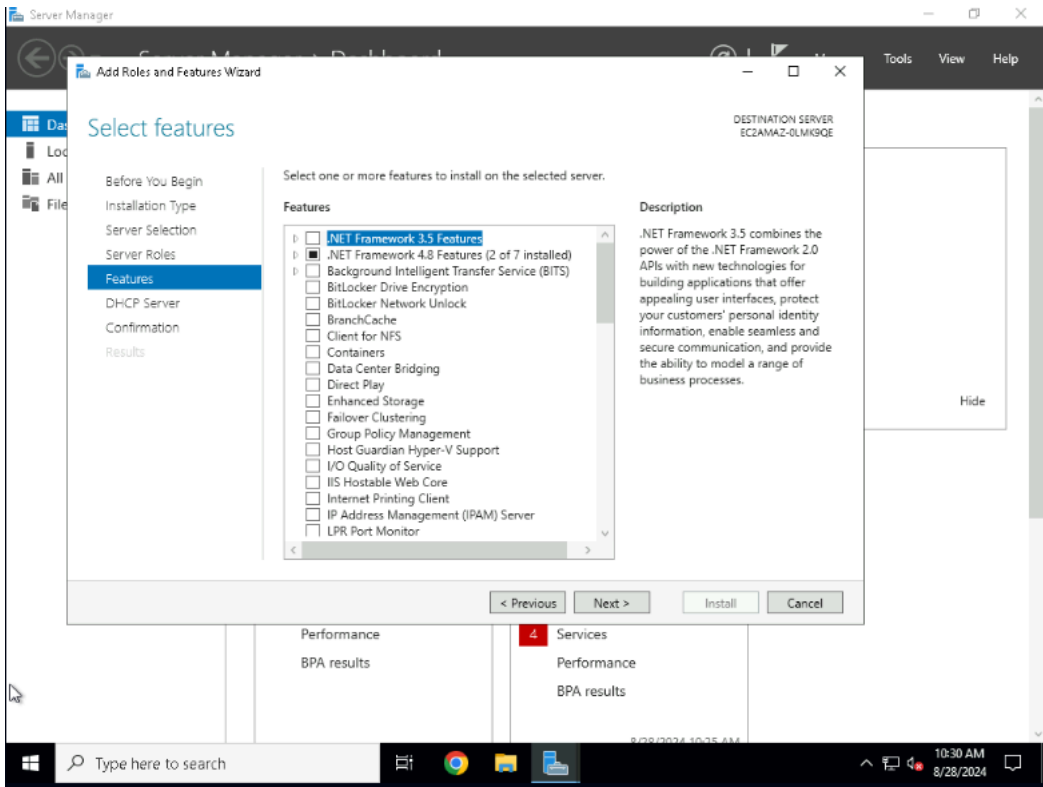 Server Manager
Add Roles and Features Wizard
Tools View Help
Select features
DESTINATION SERVER
EC2AMAZ-0LMK9QE
Before You Begin
Installation Type
Server Selection
Server Roles
Features
DHCP Server
Confirmation
Results
Select one or more features to install on the selected server.
Features
.NET Framework 3.5 Features
.NET Framework 4.8 Features (2 of 7 installed)
Background Intelligent Transfer Service (BITS)
BitLocker Drive Encryption
BitLocker Network Unlock
BranchCache
Client for NFS
Containers
Data Center Bridging
Direct Play
Enhanced Storage
Failover Clustering
Group Policy Management
Host Guardian Hyper-V Support
I/O Quality of Service
IIS Hostable Web Core
Internet Printing Client
IP Address Management (IPAM) Server
LPR Port Monitor
Description
.NET Framework 3.5 combines the
power of the .NET Framework 2.0
APIs with new technologies for
building applications that offer
appealing user interfaces, protect
your customers' personal identity
information, enable seamless and
secure communication, and provide
the ability to model a range of
business processes.
Hide
< Previous
Next >
Install
Cancel
All
Performance
BPA results
4 Services
Performance
BPA results
8/28/2024 10:25 AM
Type here to search
10:30 AM
8/28/2024